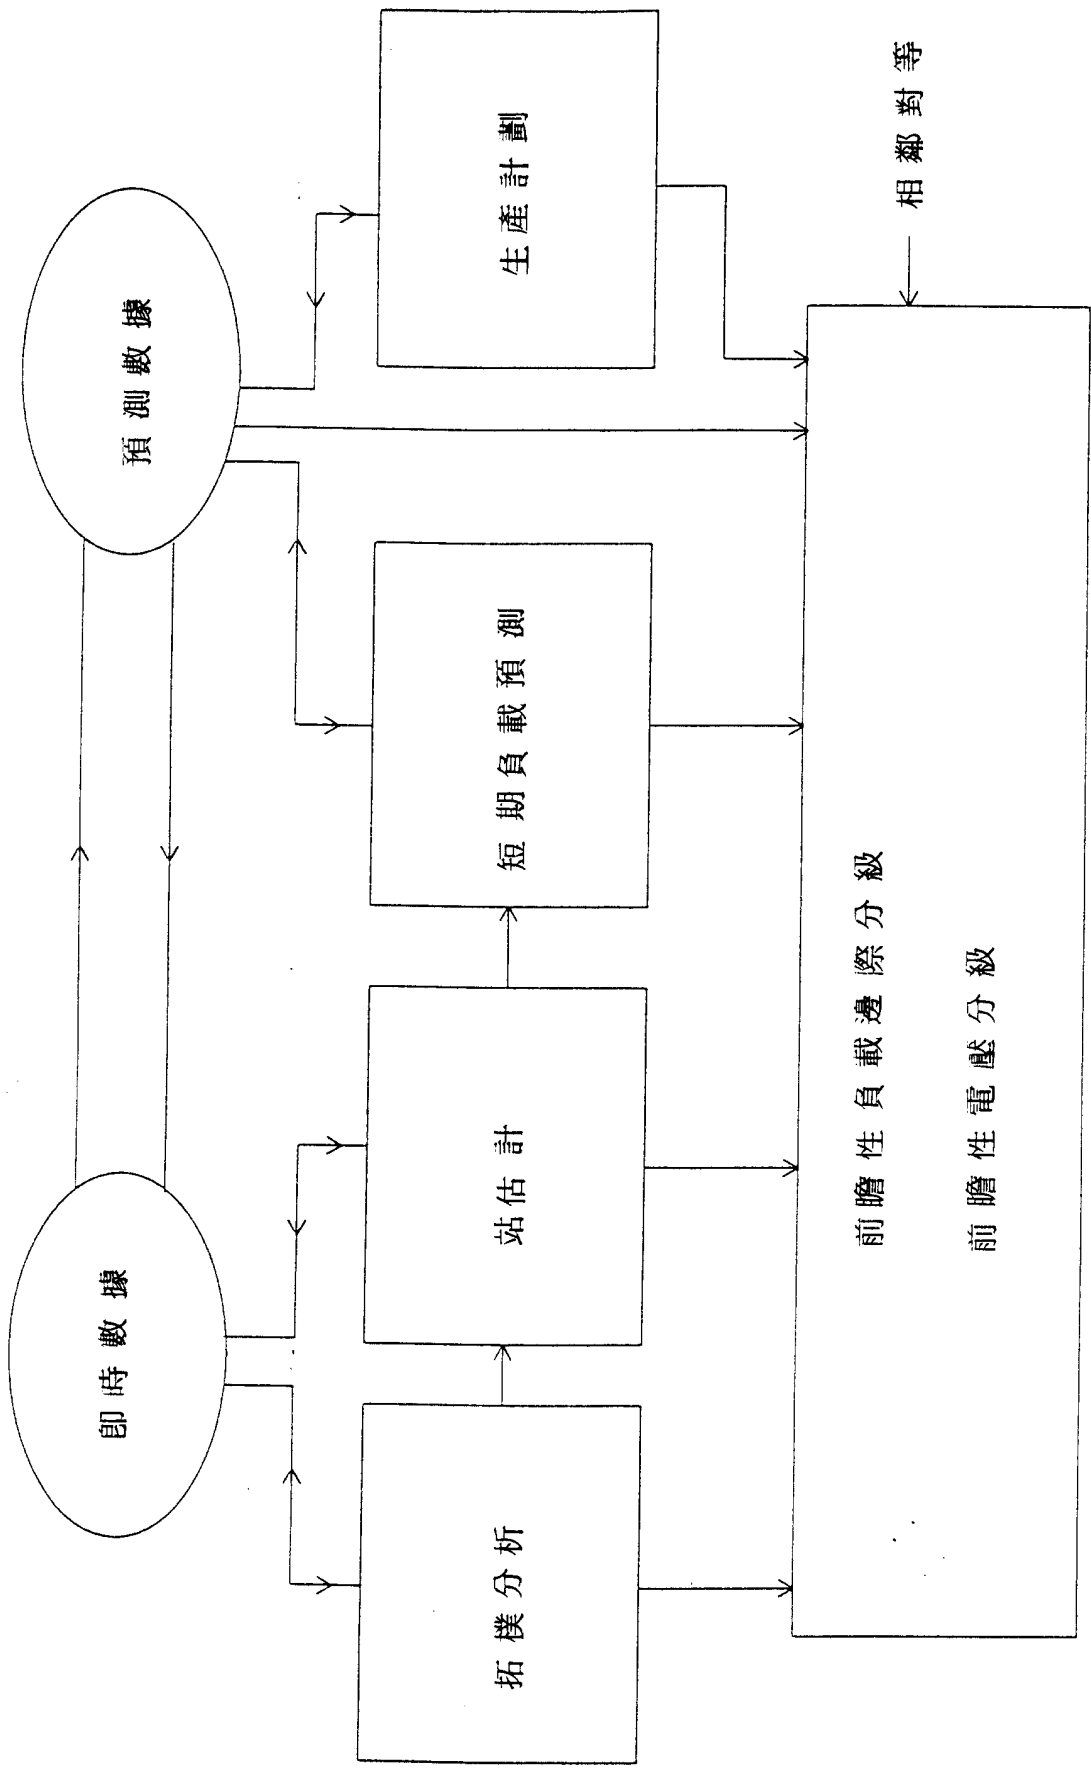 即時數據
預測數據
拓樸分析
站估計
短期負載預測
生產計劃
相鄰對等
前瞻性負載邊際分級
前瞻性電壓分級